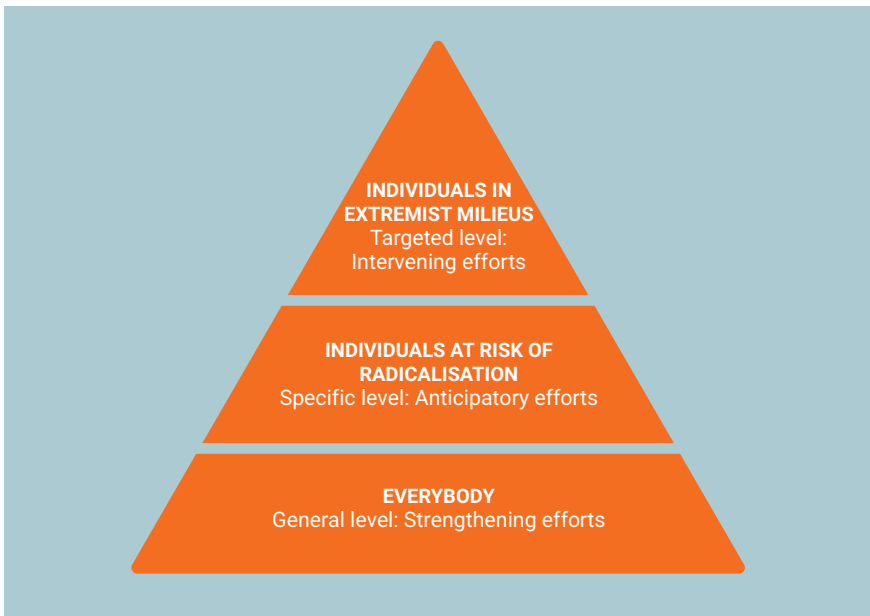 INDIVIDUALS IN
EXTREMIST MILIEUS
Targeted level:
Intervening efforts
INDIVIDUALS AT RISK OF
RADICALISATION
Specific level: Anticipatory efforts
EVERYBODY
General level: Strengthening efforts